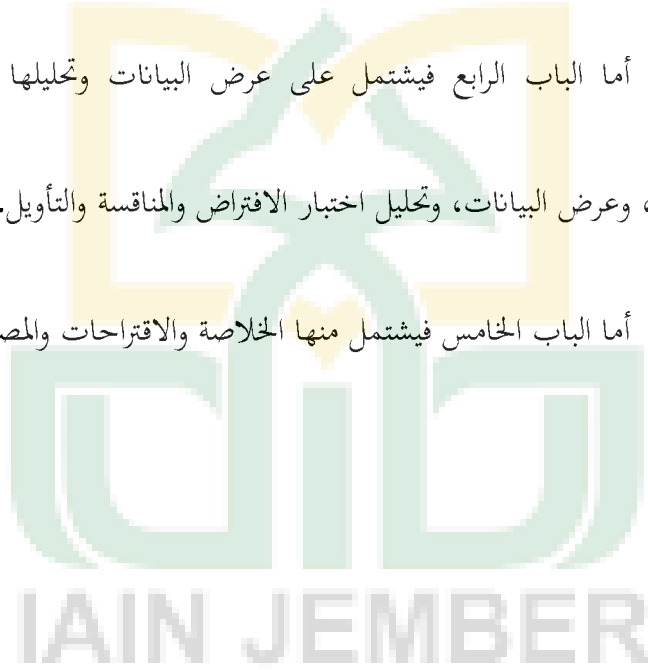 أما الباب الرابع فيشتمل على عرض البيانات وتحليلها
، وعرض البيانات، وتحليل اختبار الافتراض والمناقسة والتأويل.
أما الباب الخامس فيشتمل منها الخلاصة والاقتراحات
IAIN JEMBER